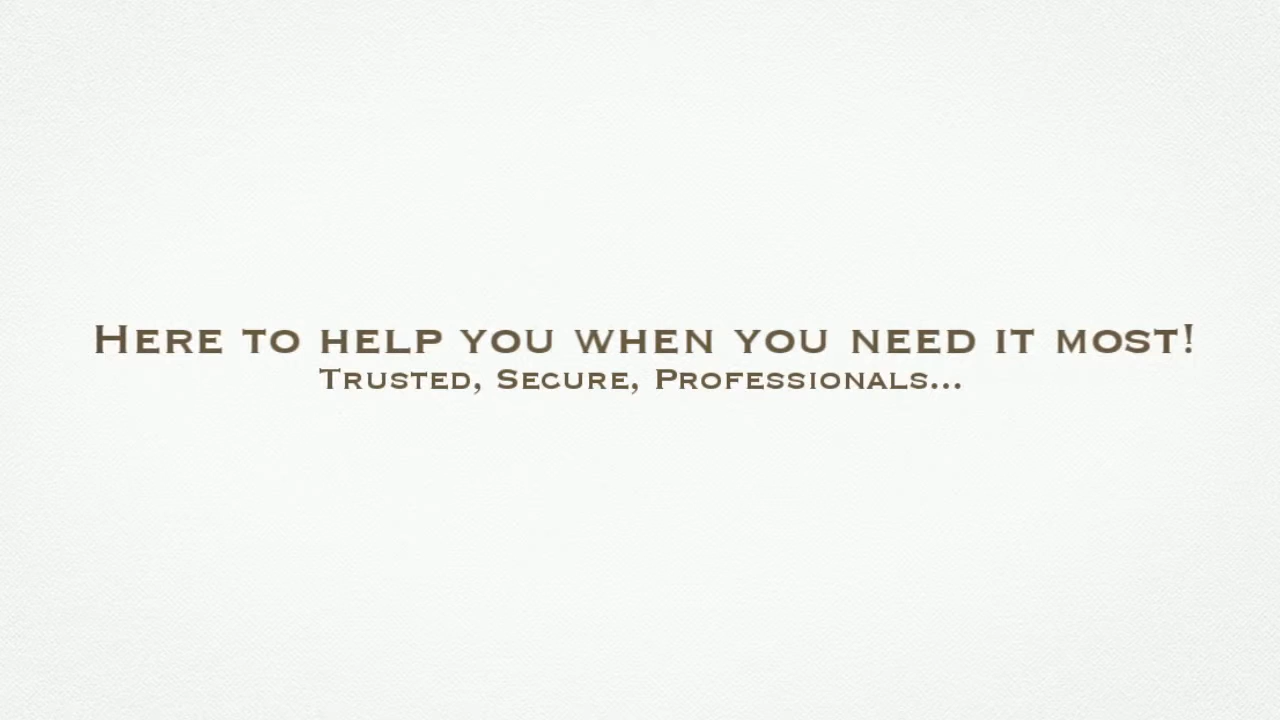 Here to help you when you need it most!
Trusted, Secure, Professionals...